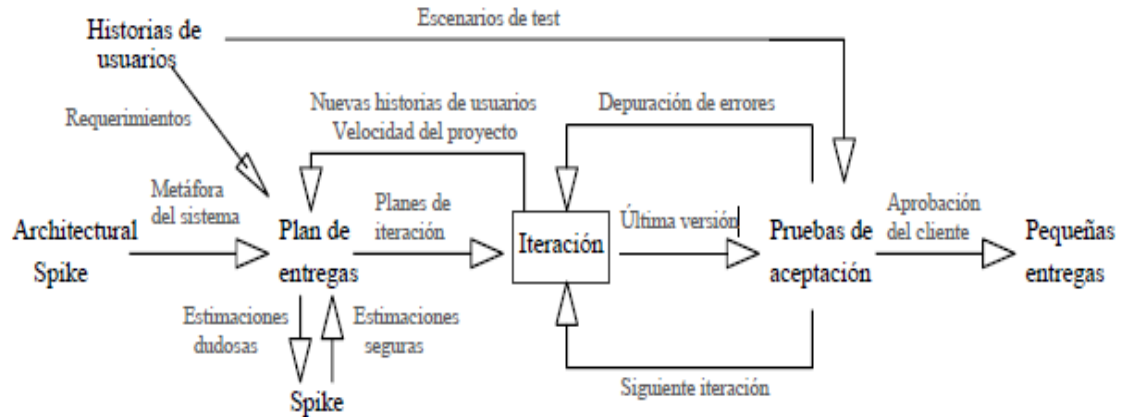 Escenarios de test
Historias de
usuarios
Requerimientos
Nuevas historias de usuarios
Velocidad del proyecto
Depuración de errores
Metáfora
del sistema
Planes de
iteración
Última versión
Aprobación
del cliente
Architectural
Spike
Plan de
entregas
Iteración
Pruebas de
aceptación
Pequeñas
entregas
Estimaciones
dudosas
Estimaciones
seguras
Siguiente iteración
Spike